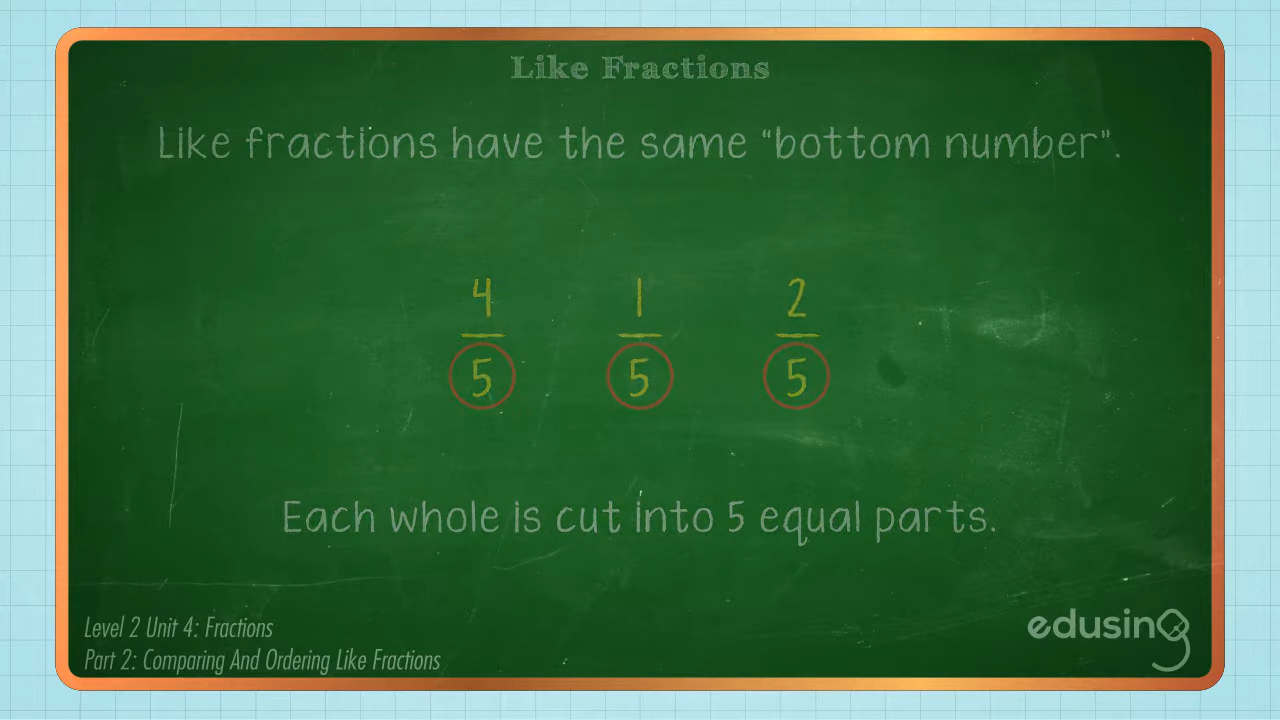 Like Fractions
Like fractions have the same “bottom number”.
4 1 2
5 5 5
Each whole is cut into 5 equal parts.
Level 2 Unit 4: Fractions
Part 2: Comparing And Ordering Like Fractions
edusing